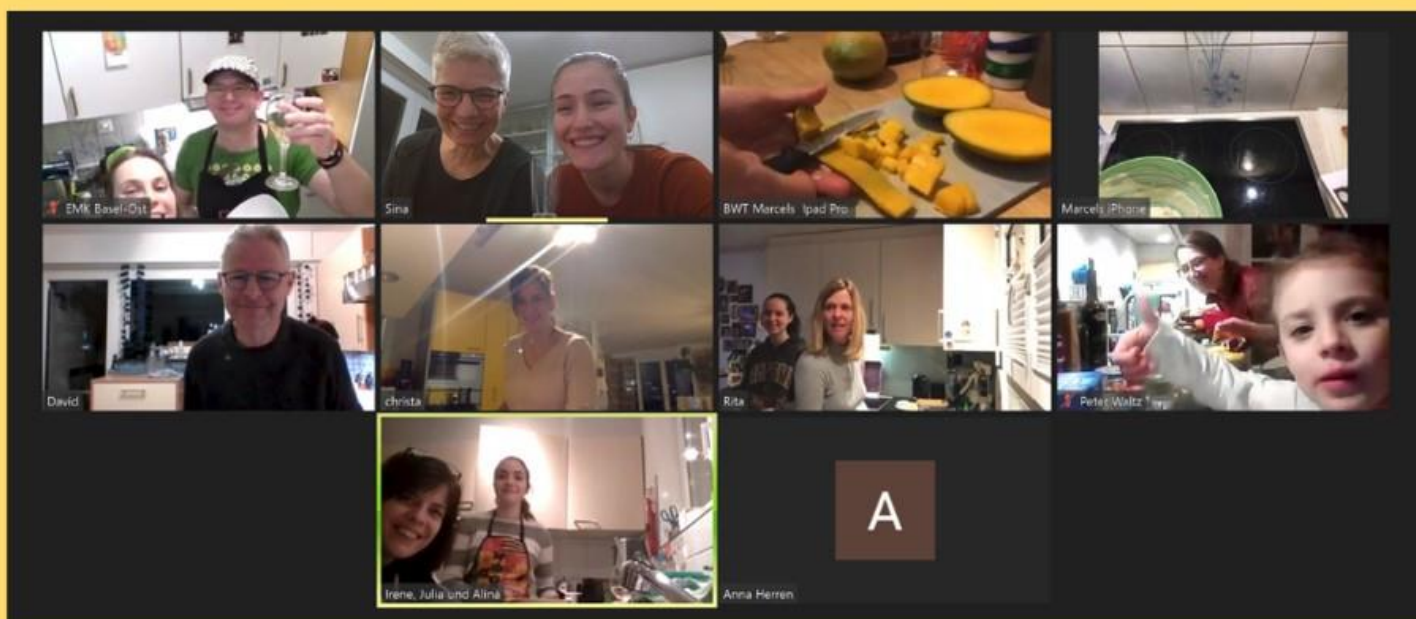 EMK Basel-Ost
Sina
BWT Marcels Ipad Pro
Marcels iPhone
David
christa
Rita
Peter Waltz
Irene, Julia und Alina
A
Anna Herren